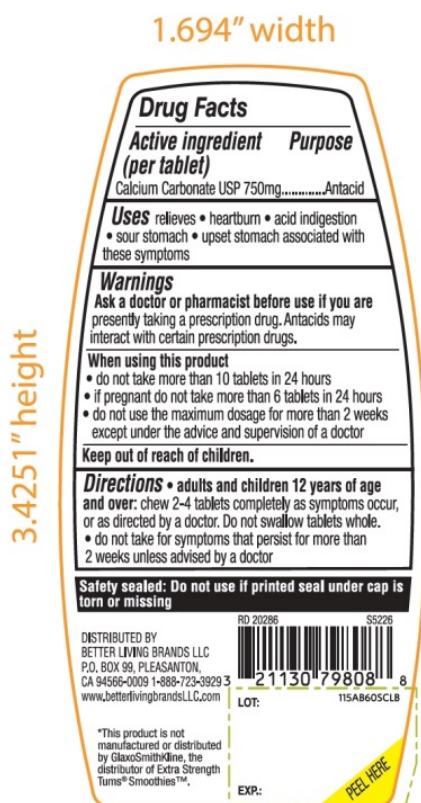 1.694” width
3.4251” height
Drug Facts
Active ingredient Purpose
(per tablet)
Calcium Carbonate USP 750mg.............Antacid
Uses relieves • heartburn • acid indigestion
• sour stomach • upset stomach associated with
these symptoms
Warnings
Ask a doctor or pharmacist before use if you are
presently taking a prescription drug. Antacids may
interact with certain prescription drugs.
When using this product
• do not take more than 10 tablets in 24 hours
• if pregnant do not take more than 6 tablets in 24 hours
• do not use the maximum dosage for more than 2 weeks
except under the advice and supervision of a doctor
Keep out of reach of children.
Directions • adults and children 12 years of age
and over: chew 2-4 tablets completely as symptoms occur,
or as directed by a doctor. Do not swallow tablets whole.
• do not take for symptoms that persist for more than
2 weeks unless advised by a doctor
Safety sealed: Do not use if printed seal under cap is
torn or missing
DISTRIBUTED BY
BETTER LIVING BRANDS LLC
P.O. BOX 99, PLEASANTON,
CA 94566-0009 1-888-723-3929
www.betterlivingbrandsLLC.com
*This product is not
manufactured or distributed
by GlaxoSmithKline, the
distributor of Extra Strength
Tums® Smoothies™.
RD 20286 S5226
3 21130 79808 8
LOT: 115AB60SCLB
EXP.:
PEEL HERE